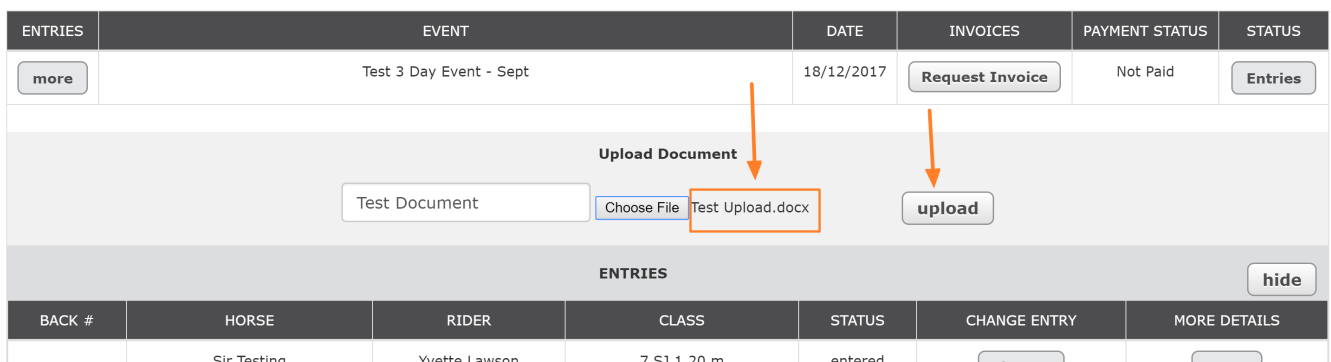 ENTRIES EVENT DATE INVOICES PAYMENT STATUS STATUS
more Test 3 Day Event - Sept 18/12/2017 Request Invoice Not Paid Entries
Upload Document
Test Document Choose File Test Upload.docx upload
ENTRIES hide
BACK # HORSE RIDER CLASS STATUS CHANGE ENTRY MORE DETAILS
Sir Testing Yvette Lawson 7 SJ 1.20 m entered